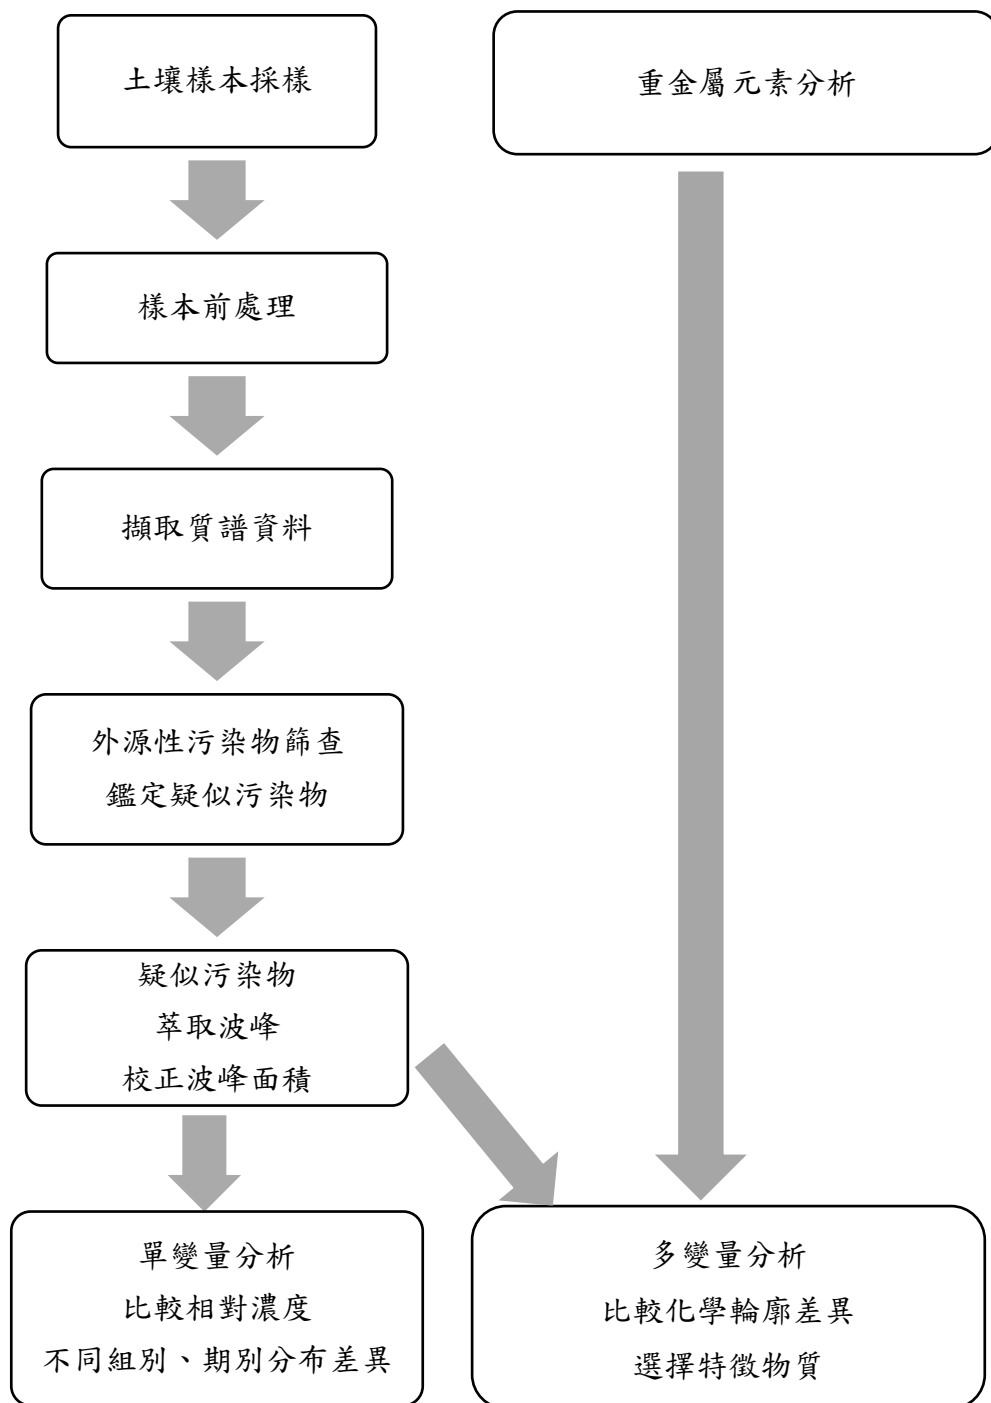 土壤樣本採樣
重金屬元素分析
樣本前處理
擷取質譜資料
外源性污染物篩查
鑑定疑似污染物
疑似污染物
萃取波峰
校正波峰面積
單變量分析
比較相對濃度
不同組別、期別分布差異
多變量分析
比較化學輪廓差異
選擇特徵物質